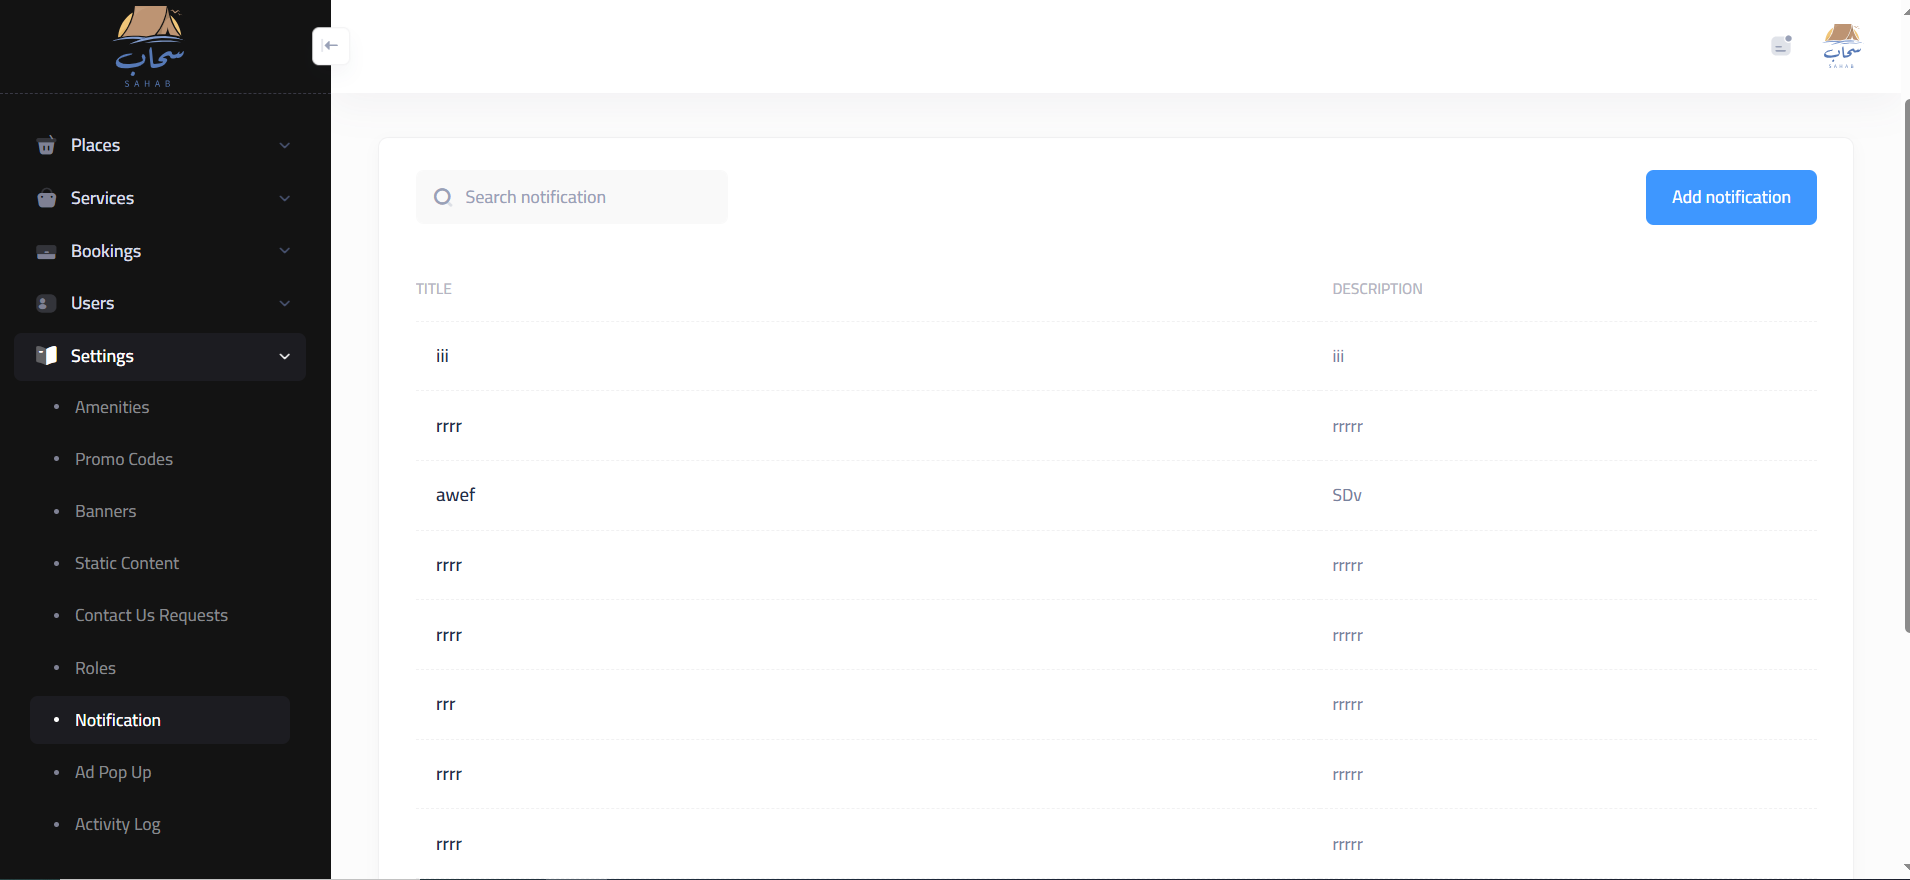 سحاب
SAHAB
سحاب
SAHAB
Places
Services
Bookings
Users
Settings
Amenities
Promo Codes
Banners
Static Content
Contact Us Requests
Roles
Notification
Ad Pop Up
Activity Log
Search notification
Add notification
TITLE DESCRIPTION
iii iii
rrrr rrrrr
awef SDv
rrrr rrrrr
rrrr rrrrr
rrr rrrrr
rrrr rrrrr
rrrr rrrrr